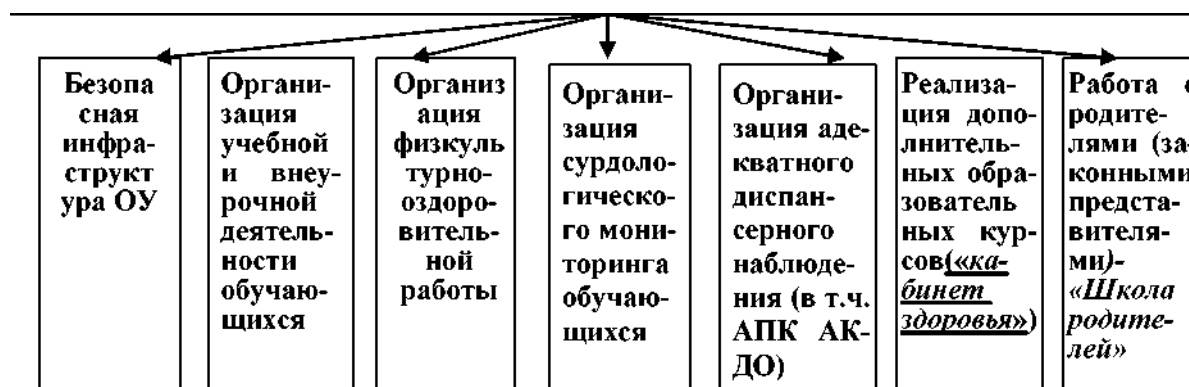 Безопа
сная
инфра-
структ
ура ОУ
Органи-
зация
учебной
и внеу-
рочной
деятель-
ности
обучаю-
щихся
Организ
ация
физкуль
турно-
оздоро-
витель-
ной
работы
Органи-
зация
сурдоло-
гическо-
го мони-
торинга
обучаю-
щихся
Органи-
зация аде-
кватного
диспан-
серного
наблюде-
ния (в т.ч.
АПК АК-
ДО)
Реализа-
ция допо-
лнитель-
ных обра-
зователь
ных кур-
сов(«ка-
бинет
здоровья»)
Работа с
родите-
лями (за-
конными
предста-
вителя-
ми)-
«Школа
родите-
лей»